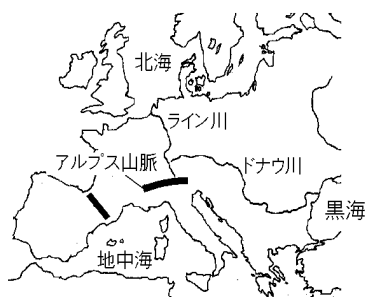 北海
ライン川
アルプス山脈
ドナウ川
黒海
地中海